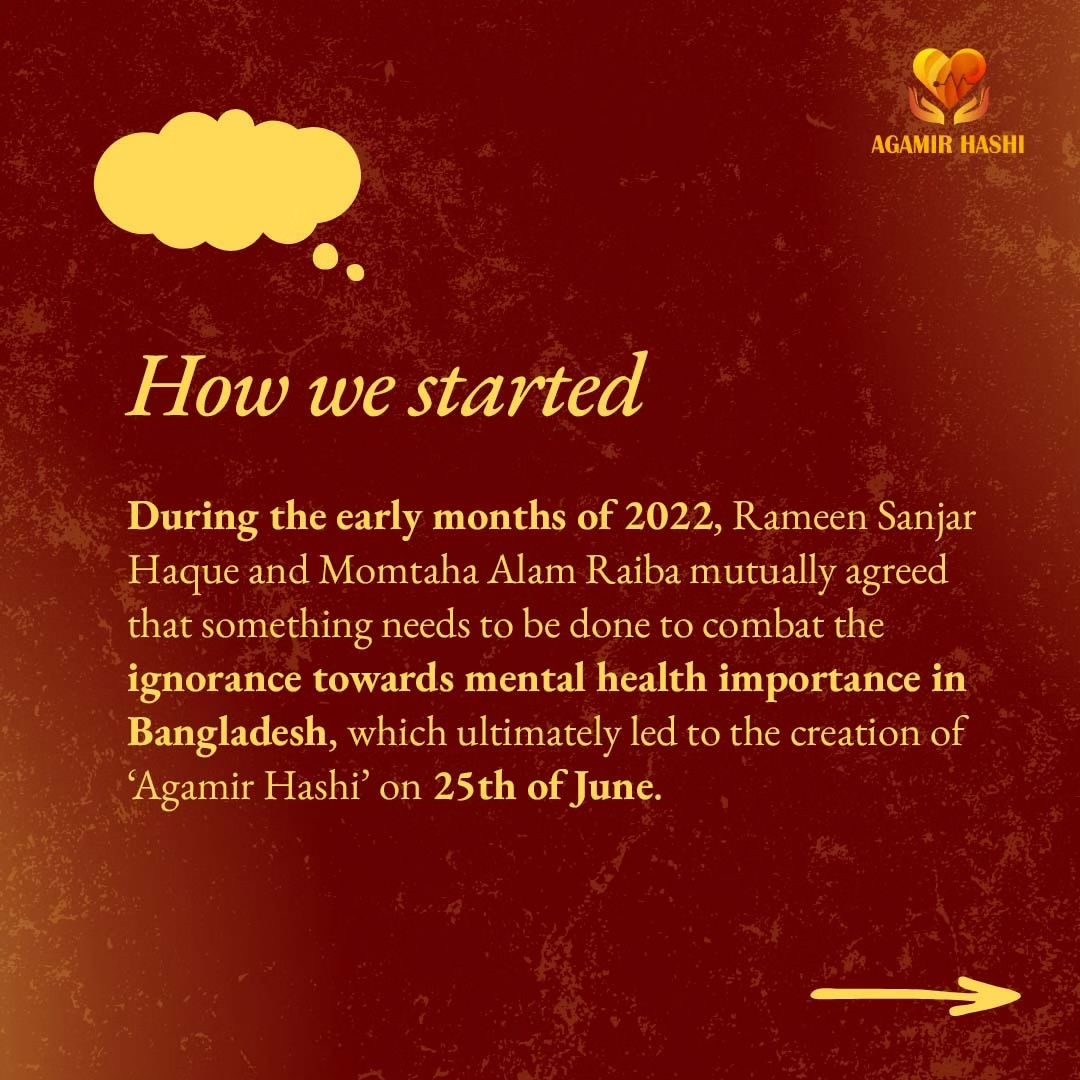 AGAMIR HASHI
How we started
During the early months of 2022, Rameen Sanjar
Haque and Momtaha Alam Raiba mutually agreed
that something needs to be done to combat the
ignorance towards mental health importance in
Bangladesh, which ultimately led to the creation of
‘Agamir Hashi’ on 25th of June.